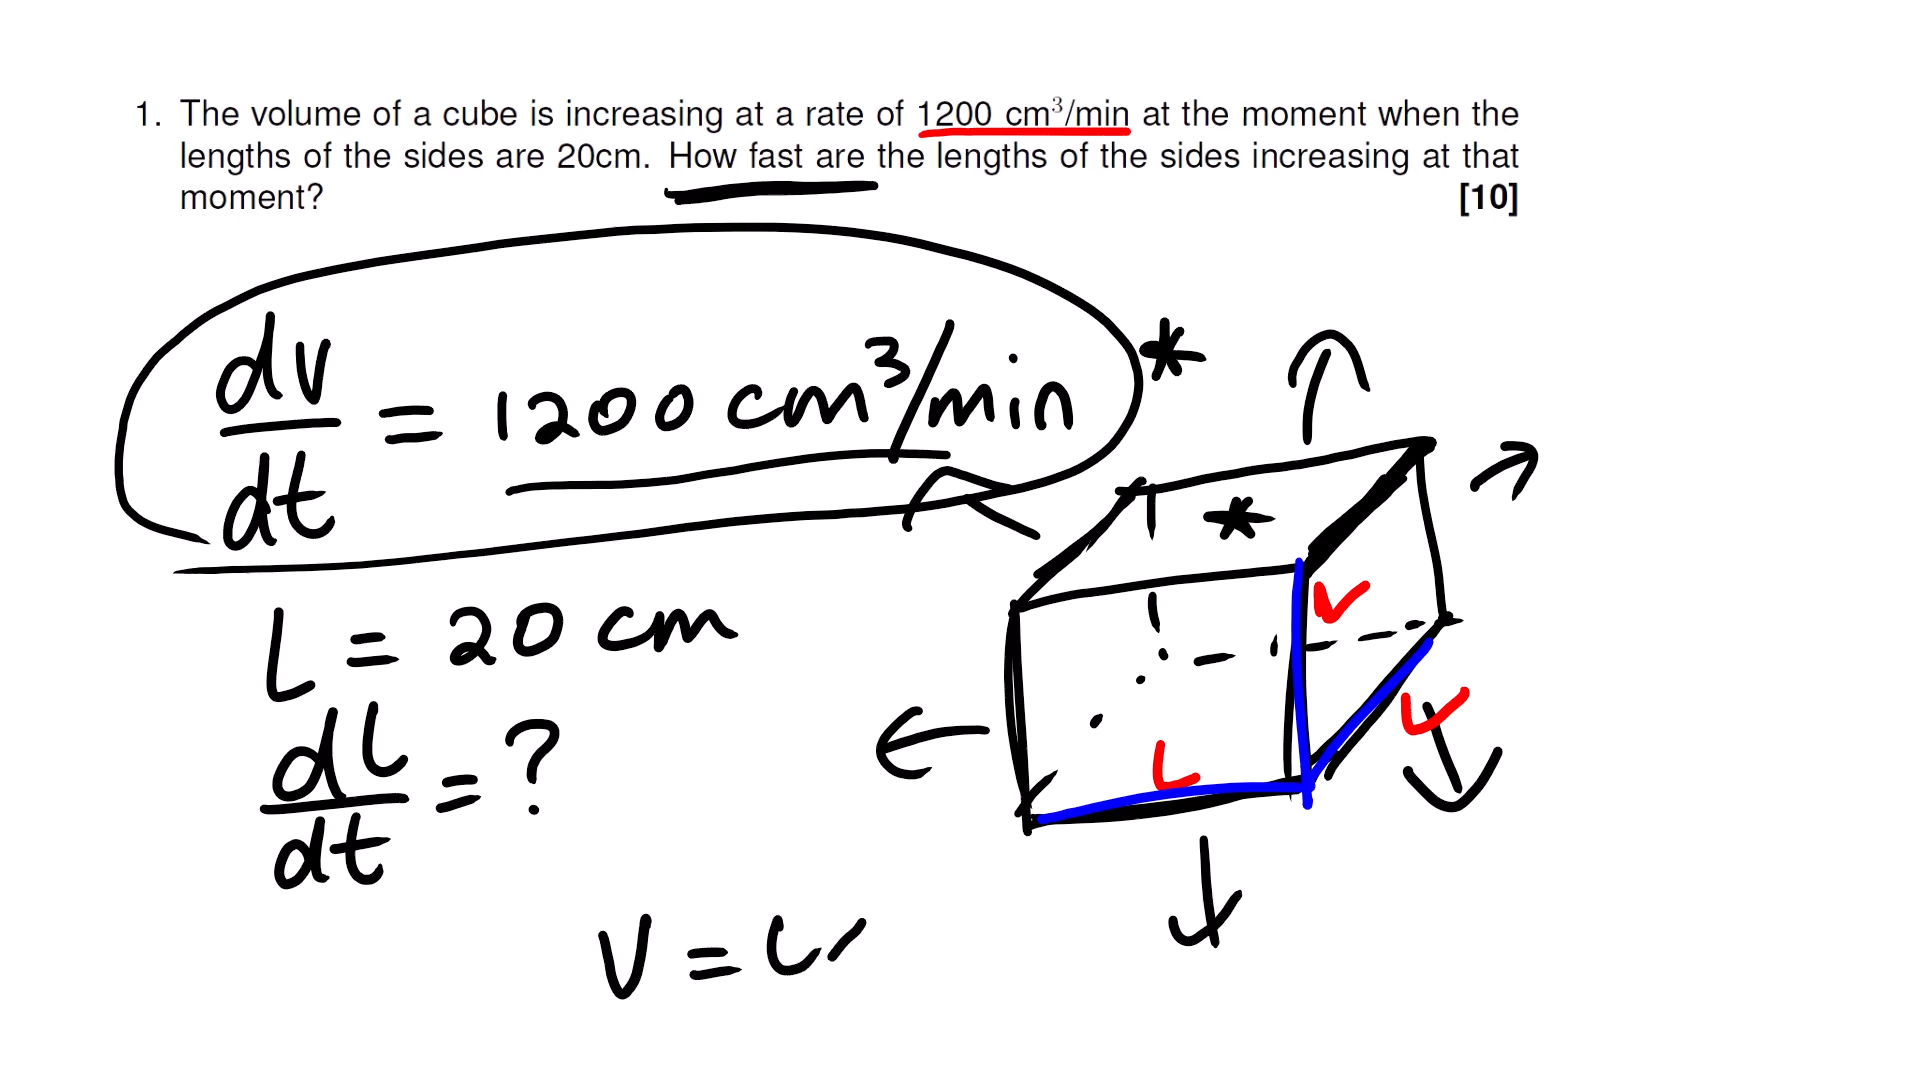 1. The volume of a cube is increasing at a rate of 1200 cm³/min at the moment when the
lengths of the sides are 20cm. How fast are the lengths of the sides increasing at that
moment? [10]
dv/dt = 1200 cm³/min *
*
L = 20 cm
dL/dt = ?
L
L
L
V = L